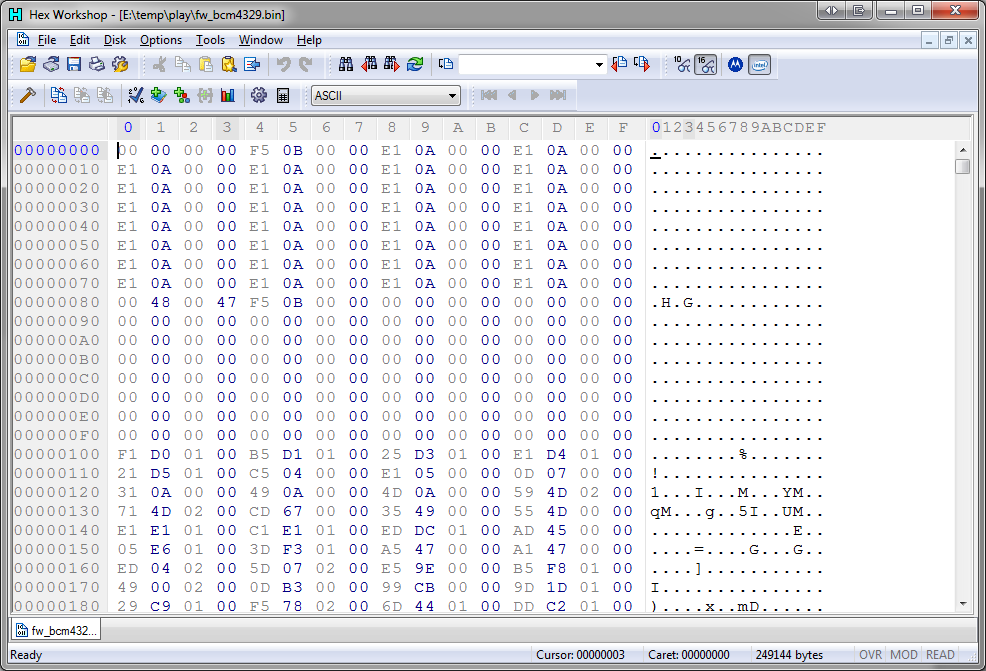 Hex Workshop - [E:\temp\play\fw_bcm4329.bin]
File Edit Disk Options Tools Window Help
10 16 intel
ASCII
0 1 2 3 4 5 6 7 8 9 A B C D E F 0123456789ABCDEF
00000000 00 00 00 00 F5 0B 00 00 E1 0A 00 00 E1 0A 00 00 ................
00000010 E1 0A 00 00 E1 0A 00 00 E1 0A 00 00 E1 0A 00 00 ................
00000020 E1 0A 00 00 E1 0A 00 00 E1 0A 00 00 E1 0A 00 00 ................
00000030 E1 0A 00 00 E1 0A 00 00 E1 0A 00 00 E1 0A 00 00 ................
00000040 E1 0A 00 00 E1 0A 00 00 E1 0A 00 00 E1 0A 00 00 ................
00000050 E1 0A 00 00 E1 0A 00 00 E1 0A 00 00 E1 0A 00 00 ................
00000060 E1 0A 00 00 E1 0A 00 00 E1 0A 00 00 E1 0A 00 00 ................
00000070 E1 0A 00 00 E1 0A 00 00 E1 0A 00 00 E1 0A 00 00 ................
00000080 00 48 00 47 F5 0B 00 00 00 00 00 00 00 00 00 00 .H.G............
00000090 00 00 00 00 00 00 00 00 00 00 00 00 00 00 00 00 ................
000000A0 00 00 00 00 00 00 00 00 00 00 00 00 00 00 00 00 ................
000000B0 00 00 00 00 00 00 00 00 00 00 00 00 00 00 00 00 ................
000000C0 00 00 00 00 00 00 00 00 00 00 00 00 00 00 00 00 ................
000000D0 00 00 00 00 00 00 00 00 00 00 00 00 00 00 00 00 ................
000000E0 00 00 00 00 00 00 00 00 00 00 00 00 00 00 00 00 ................
000000F0 00 00 00 00 00 00 00 00 00 00 00 00 00 00 00 00 ................
00000100 F1 D0 01 00 B5 D1 01 00 25 D3 01 00 E1 D4 01 00 ........%.......
00000110 21 D5 01 00 C5 04 00 00 E1 05 00 00 0D 07 00 00 !...............
00000120 31 0A 00 00 49 0A 00 00 4D 0A 00 00 59 4D 02 00 1...I...M...YM..
00000130 71 4D 02 00 CD 67 00 00 35 49 00 00 55 4D 00 00 qM...g..5I..UM..
00000140 E1 E1 01 00 C1 E1 01 00 ED DC 01 00 AD 45 00 00 .............E..
00000150 05 E6 01 00 3D F3 01 00 A5 47 00 00 A1 47 00 00 ....=....G...G..
00000160 ED 04 02 00 5D 07 02 00 E5 9E 00 00 B5 F8 01 00 ....]...........
00000170 49 00 02 00 0D B3 00 00 99 CB 00 00 9D 1D 01 00 I...............
00000180 29 C9 01 00 F5 78 02 00 6D 44 01 00 DD C2 01 00 )....x..mD......
fw_bcm432...
Ready Cursor: 00000003 Caret: 00000000 249144 bytes OVR MOD READ